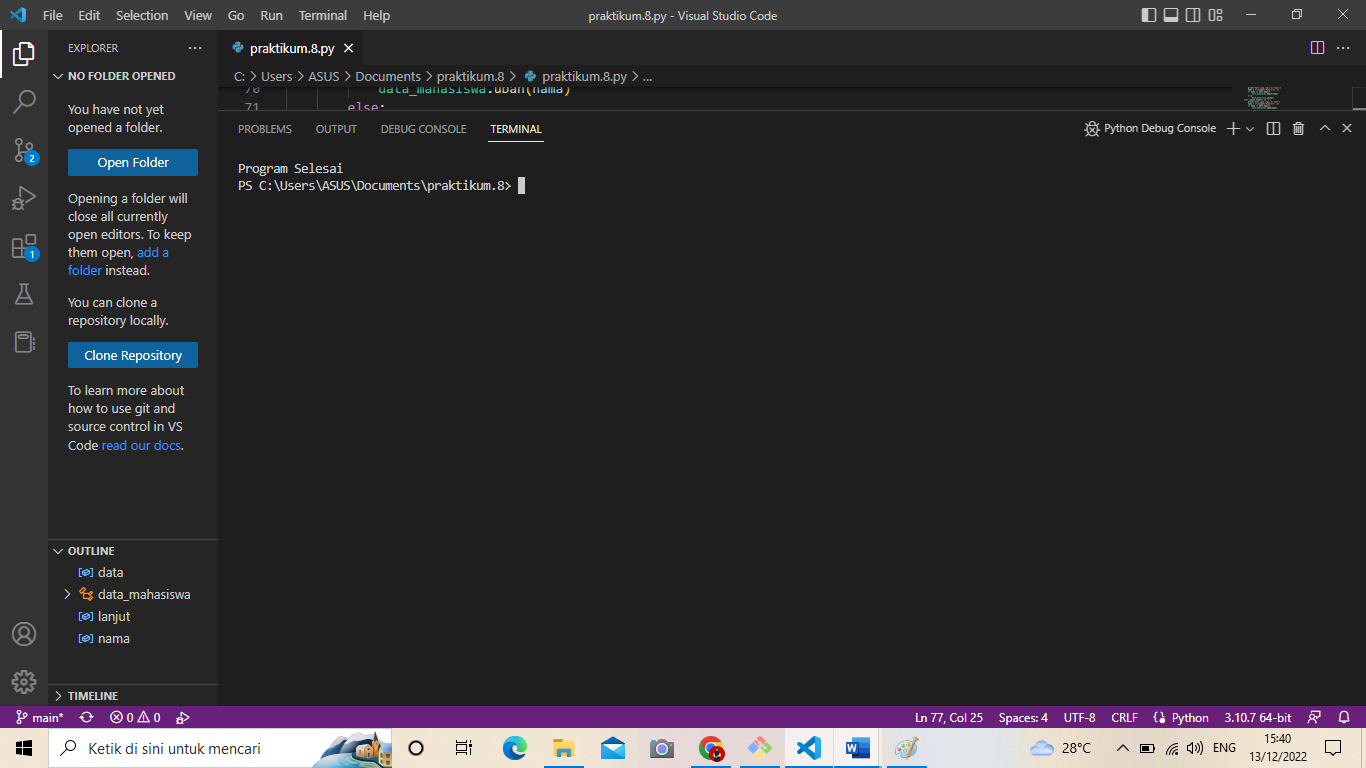 File Edit Selection View Go Run Terminal Help
praktikum.8.py - Visual Studio Code
EXPLORER
NO FOLDER OPENED
You have not yet
opened a folder.
Open Folder
Opening a folder will
close all currently
open editors. To keep
them open, add a
folder instead.
You can clone a
repository locally.
Clone Repository
To learn more about
how to use git and
source control in VS
Code read our docs.
OUTLINE
data
data_mahasiswa
lanjut
nama
TIMELINE
praktikum.8.py
C: > Users > ASUS > Documents > praktikum.8 > praktikum.8.py > ...
70 data_mahasiswa.ubah(nama)
71 else:
PROBLEMS OUTPUT DEBUG CONSOLE TERMINAL
Python Debug Console
Program Selesai
PS C:\Users\ASUS\Documents\praktikum.8>
2
1
main* 0 0
Ln 77, Col 25 Spaces: 4 UTF-8 CRLF Python 3.10.7 64-bit
Ketik di sini untuk mencari
28°C
ENG
15:40
13/12/2022